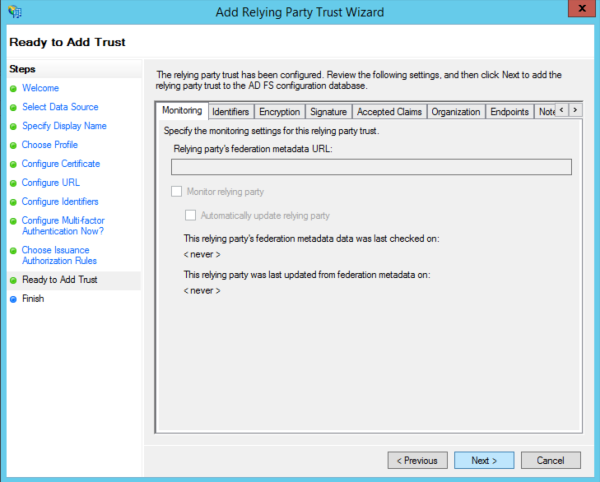 Add Relying Party Trust Wizard
x
Ready to Add Trust
Steps
Welcome
Select Data Source
Specify Display Name
Choose Profile
Configure Certificate
Configure URL
Configure Identifiers
Configure Multi-factor
Authentication Now?
Choose Issuance
Authorization Rules
Ready to Add Trust
Finish
The relying party trust has been configured. Review the following settings, and then click Next to add the
relying party trust to the AD FS configuration database.
Monitoring Identifiers Encryption Signature Accepted Claims Organization Endpoints Note < >
Specify the monitoring settings for this relying party trust.
Relying party's federation metadata URL:
Monitor relying party
Automatically update relying party
This relying party's federation metadata data was last checked on:
< never >
This relying party was last updated from federation metadata on:
< never >
< Previous
Next >
Cancel